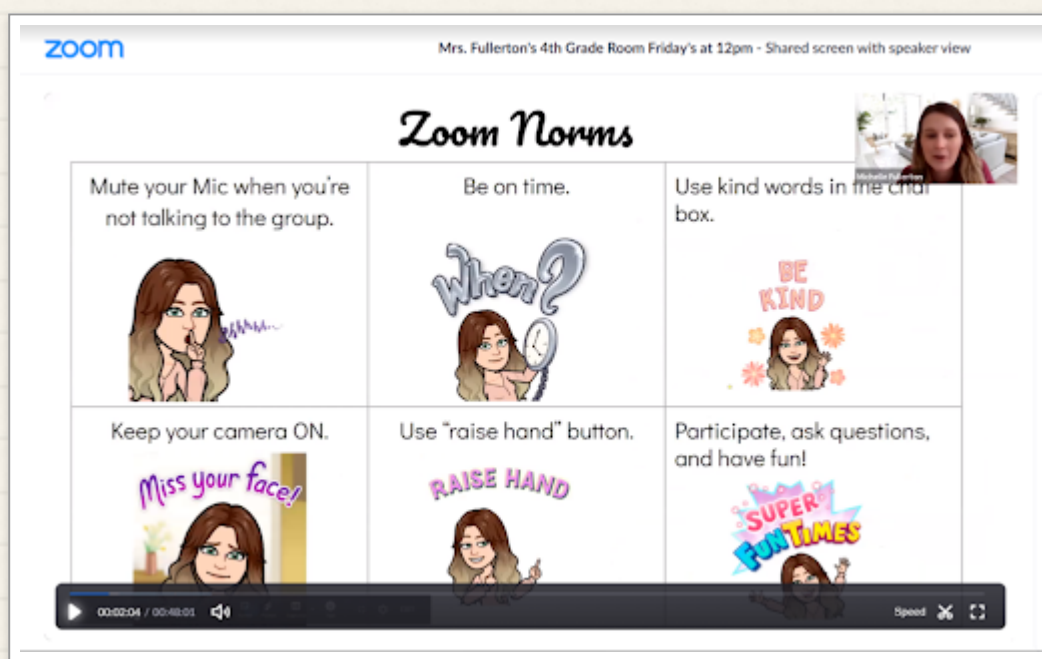 zoom
Mrs. Fullerton's 4th Grade Room Friday's at 12pm - Shared screen with speaker view
Zoom Norms
Michelle Fullerton
Mute your Mic when you're
not talking to the group.
Be on time.
Use kind words in the chat
box.
When?
BE
KIND
Keep your camera ON.
Use "raise hand" button.
Participate, ask questions,
and have fun!
Miss your face!
RAISE HAND
SUPER
FUN TIMES
00:02:04 / 00:48:01
Speed